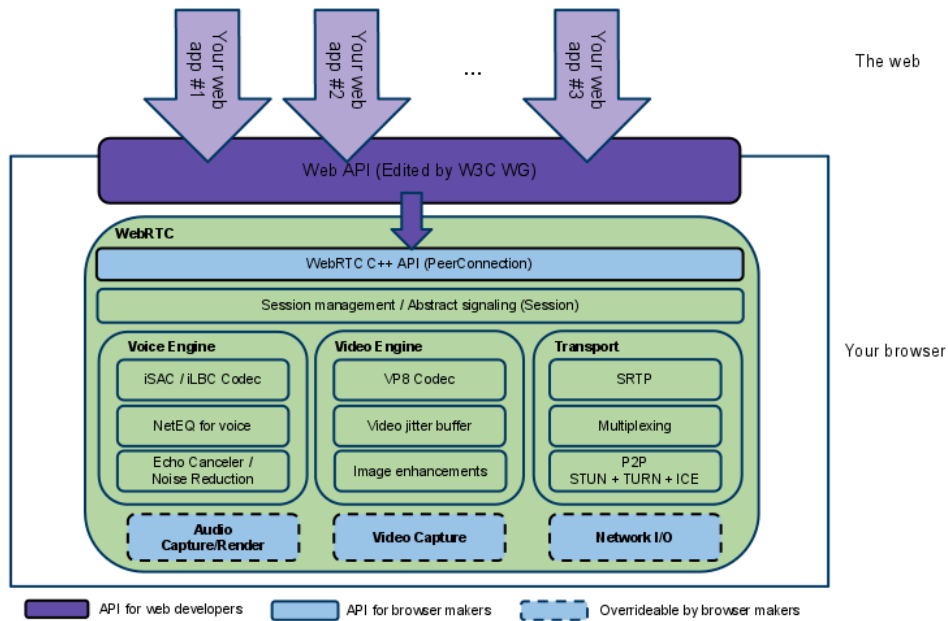 Your web
app #1
Your web
app #2
...
Your web
app #3
The web
Web API (Edited by W3C WG)
WebRTC
WebRTC C++ API (PeerConnection)
Session management / Abstract signaling (Session)
Your browser
Voice Engine
iSAC / iLBC Codec
NetEQ for voice
Echo Canceler /
Noise Reduction
Video Engine
VP8 Codec
Video jitter buffer
Image enhancements
Transport
SRTP
Multiplexing
P2P
STUN + TURN + ICE
Audio
Capture/Render
Video Capture
Network I/O
API for web developers
API for browser makers
Overrideable by browser makers